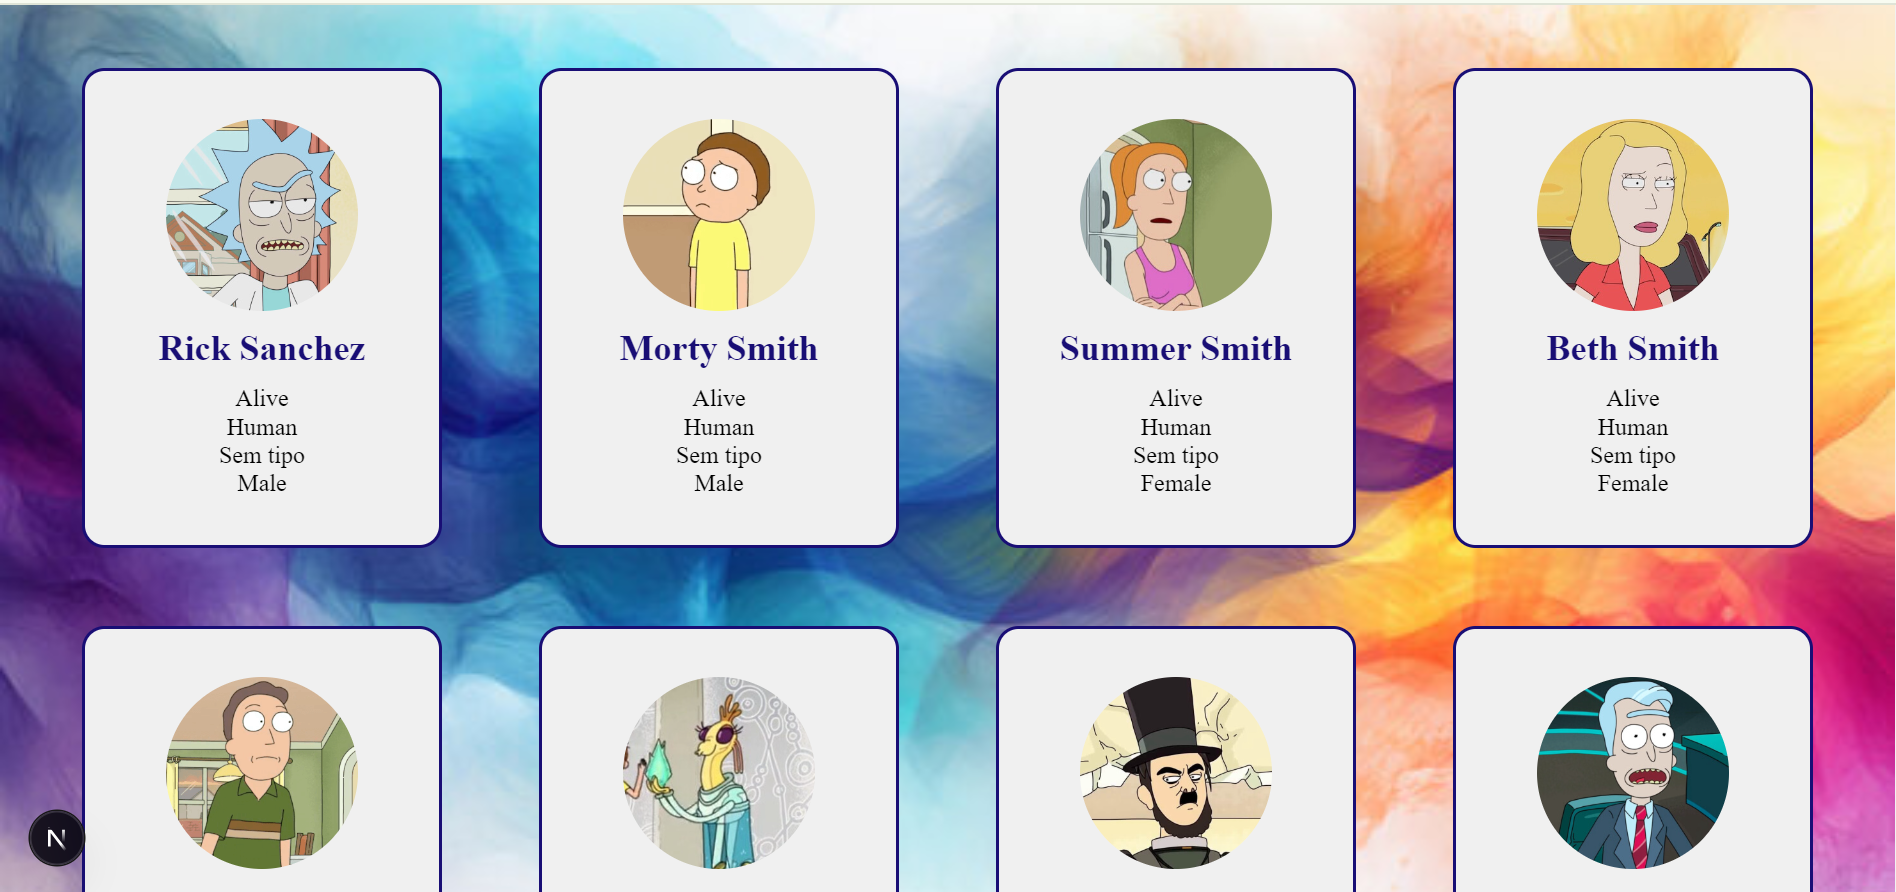 Rick Sanchez
Alive
Human
Sem tipo
Male
Morty Smith
Alive
Human
Sem tipo
Male
Summer Smith
Alive
Human
Sem tipo
Female
Beth Smith
Alive
Human
Sem tipo
Female
N